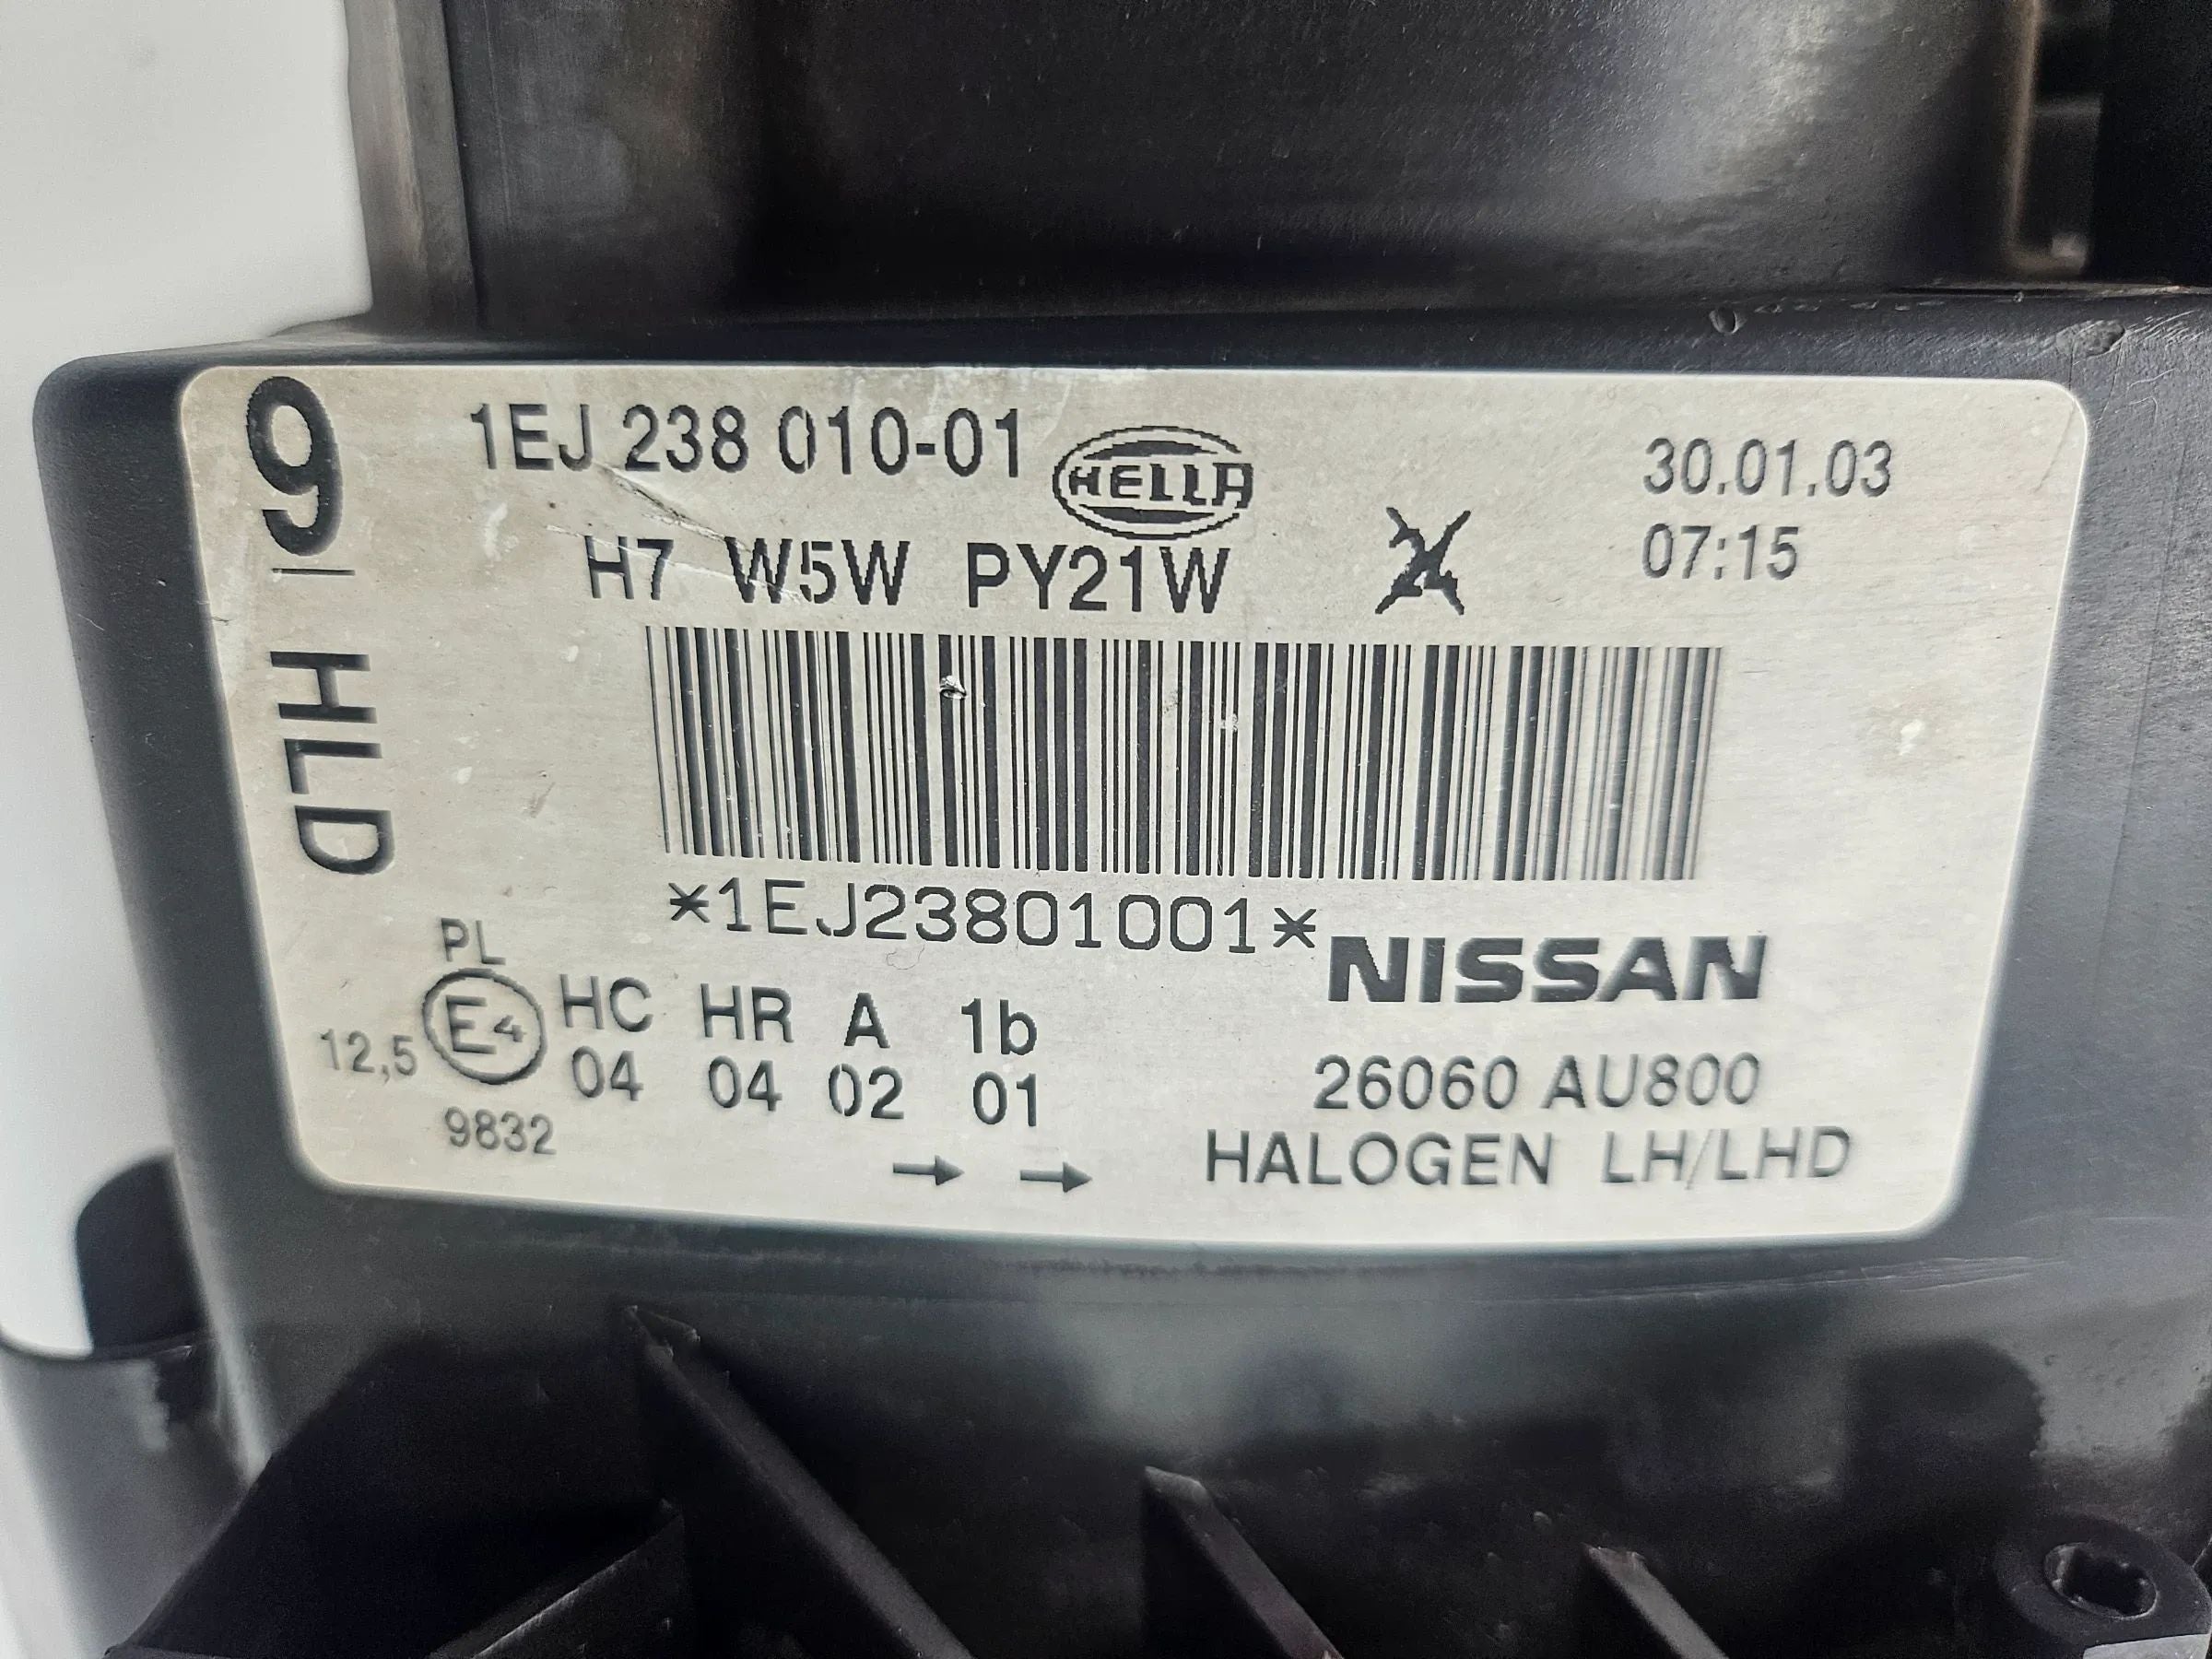 9
HLD
1EJ 238 010-01
HELLA
30.01.03
07:15
H7 W5W PY21W
*1EJ23801001*
PL
12,5 E4 HC HR A 1b
04 04 02 01
9832
→ →
NISSAN
26060 AU800
HALOGEN LH/LHD